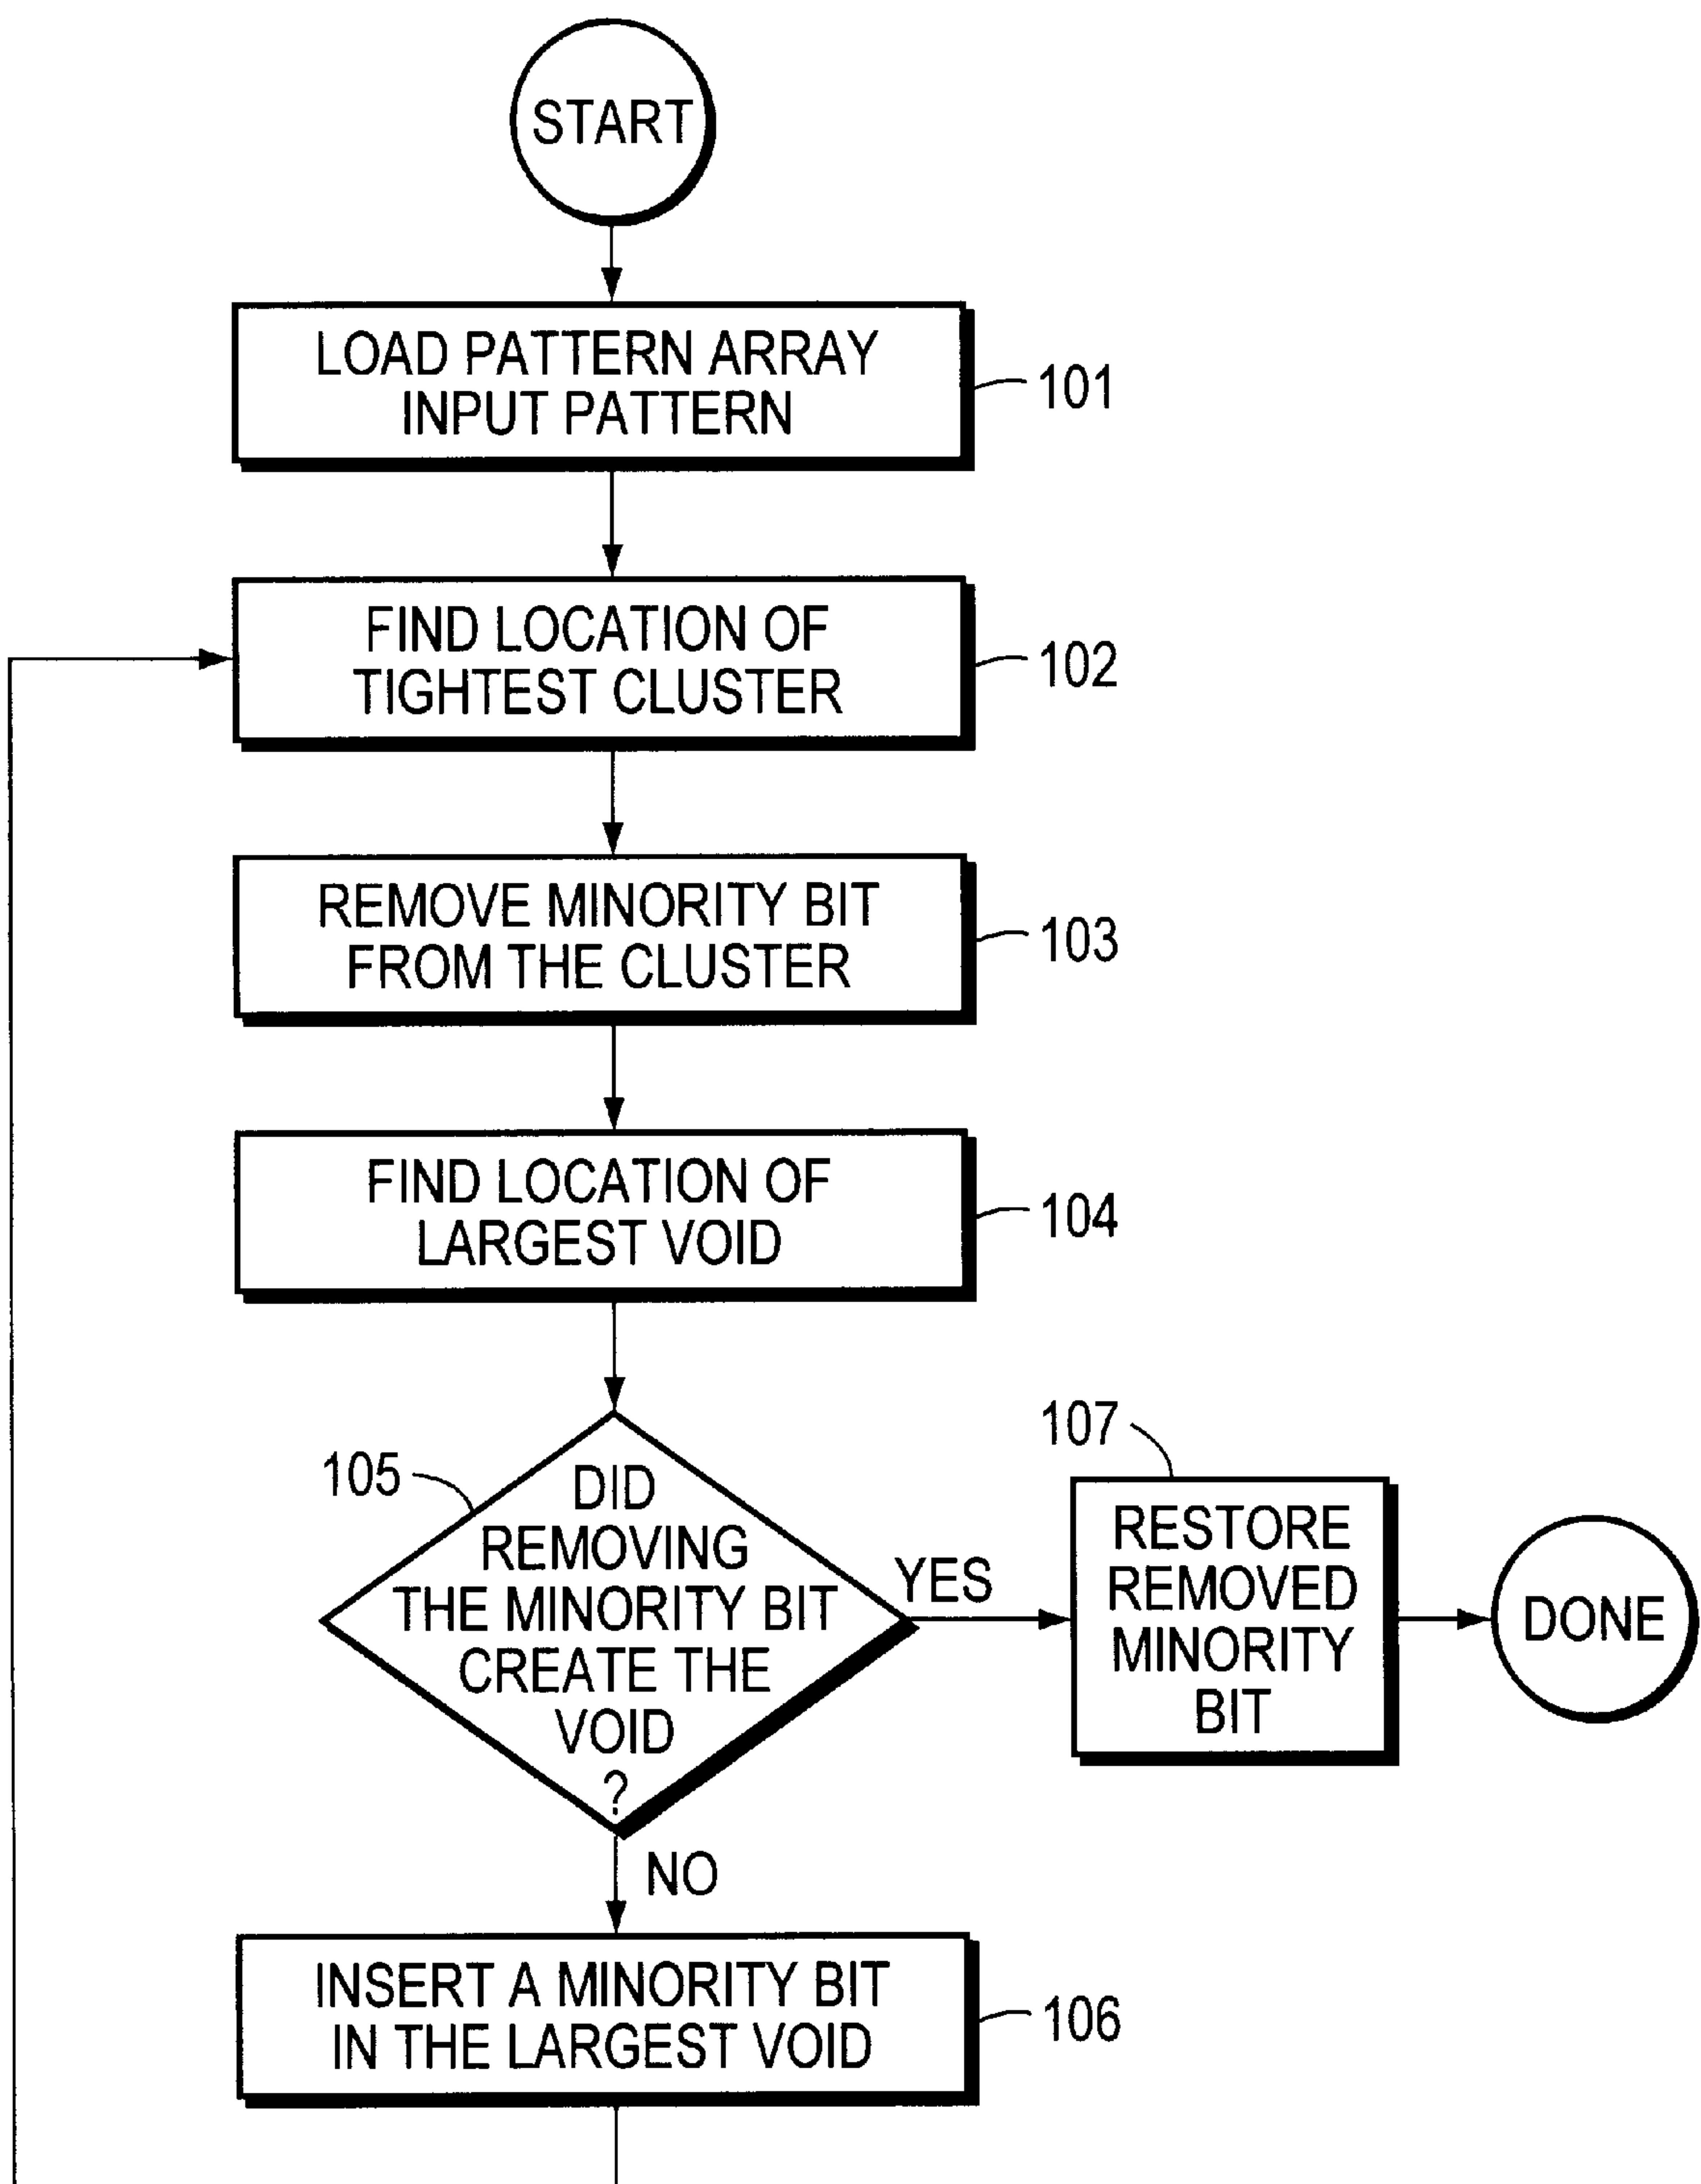 START
LOAD PATTERN ARRAY
INPUT PATTERN
101
FIND LOCATION OF
TIGHTEST CLUSTER
102
REMOVE MINORITY BIT
FROM THE CLUSTER
103
FIND LOCATION OF
LARGEST VOID
104
105
DID
REMOVING
THE MINORITY BIT
CREATE THE
VOID
?
YES
107
RESTORE
REMOVED
MINORITY
BIT
DONE
NO
INSERT A MINORITY BIT
IN THE LARGEST VOID
106